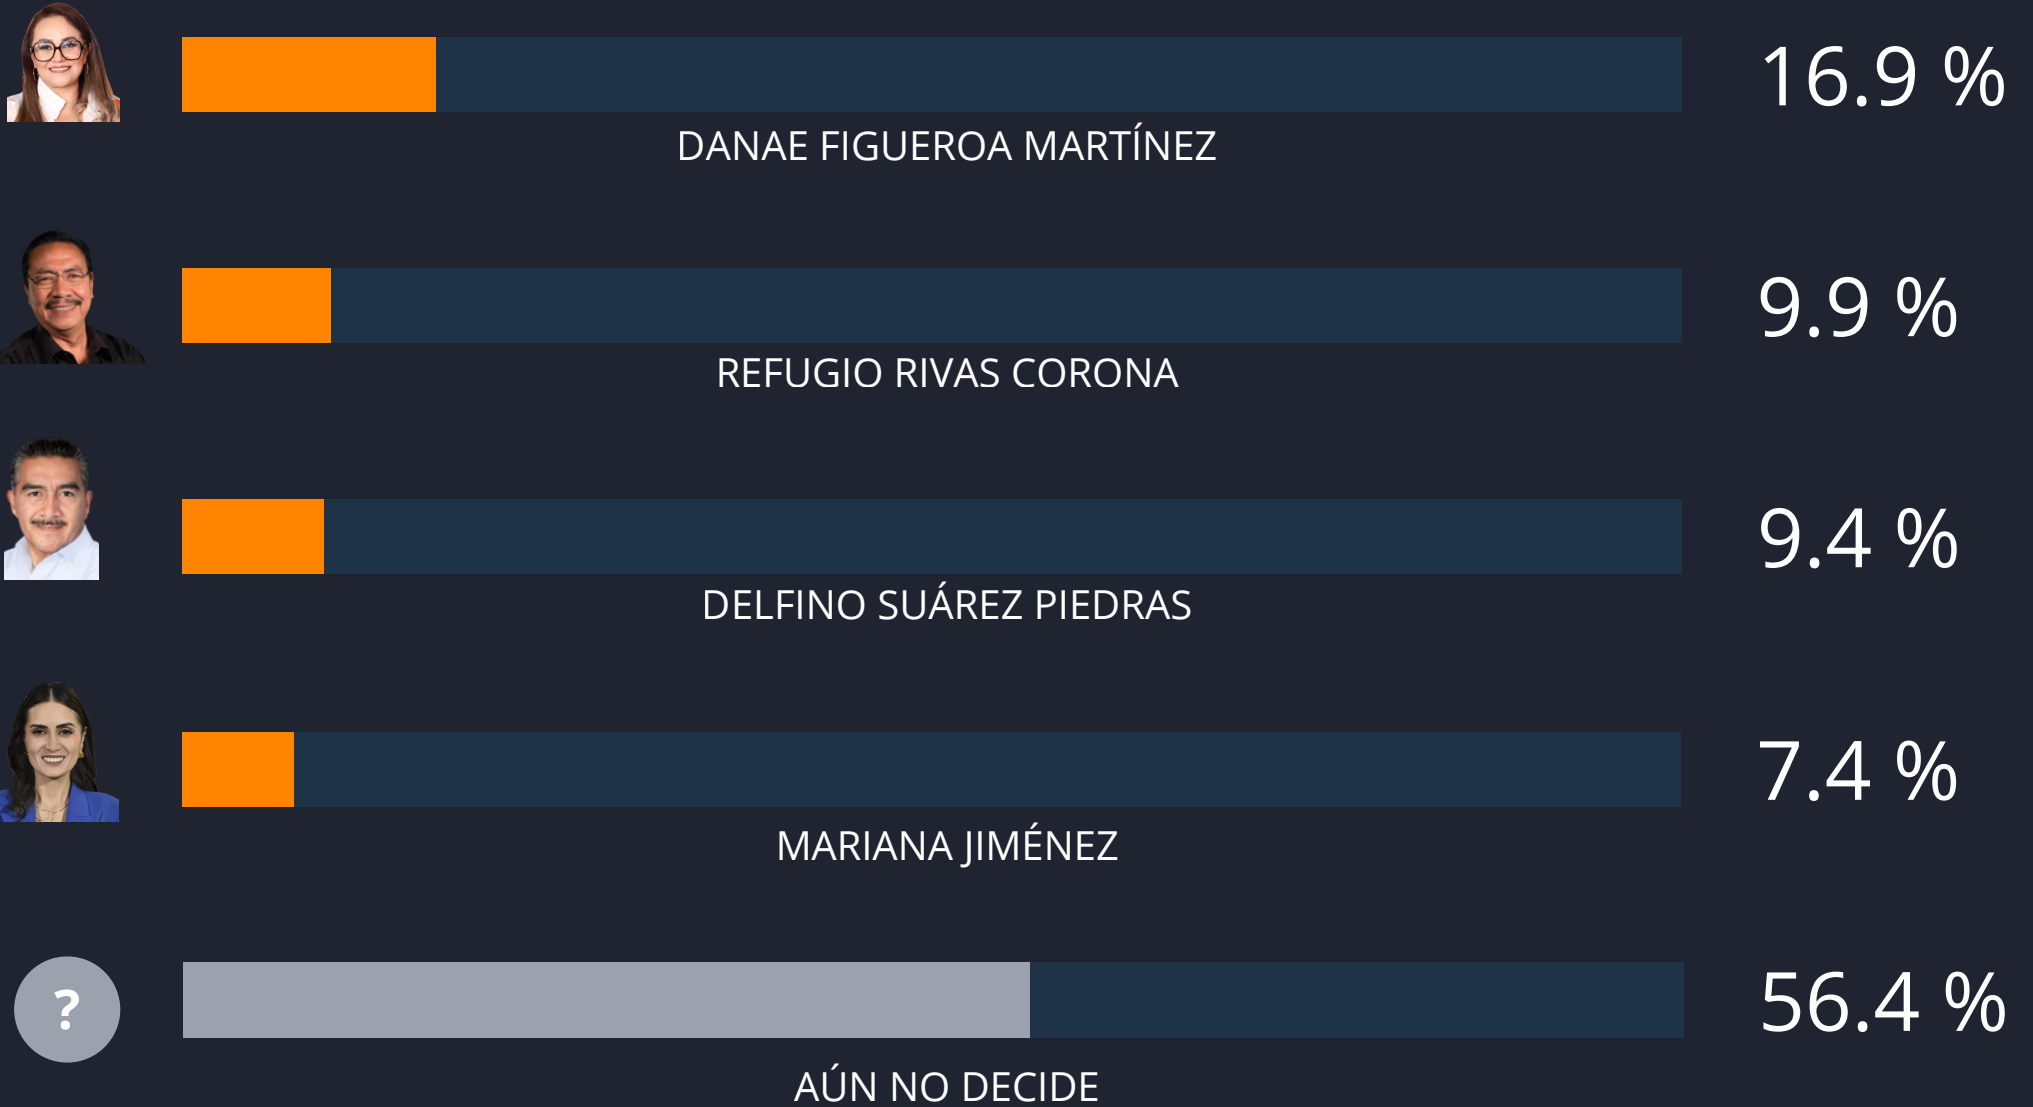 16.9 %
DANAE FIGUEROA MARTÍNEZ
9.9 %
REFUGIO RIVAS CORONA
9.4 %
DELFINO SUÁREZ PIEDRAS
7.4 %
MARIANA JIMÉNEZ
?
56.4 %
AÚN NO DECIDE